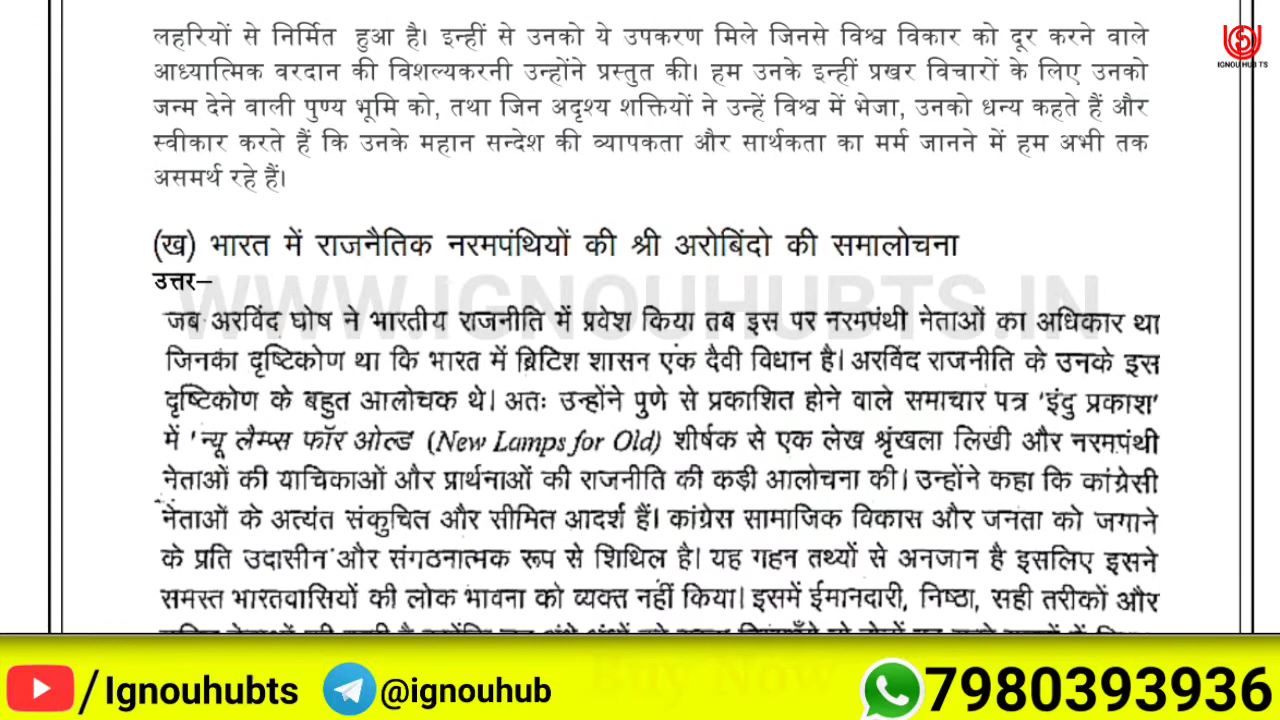 लहरियों से निर्मित हुआ है। इन्हीं से उनको ये उपकरण मिले जिनसे विश्व विकार को दूर करने वाले
आध्यात्मिक वरदान की विशल्यकरनी उन्होंने प्रस्तुत की। हम उनके इन्हीं प्रखर विचारों के लिए उनको
जन्म देने वाली पुण्य भूमि को, तथा जिन अदृश्य शक्तियों ने उन्हें विश्व में भेजा, उनको धन्य कहते हैं और
स्वीकार करते हैं कि उनके महान सन्देश की व्यापकता और सार्थकता का मर्म जानने में हम अभी तक
असमर्थ रहे हैं।
IGNOU HUB TS
(ख) भारत में राजनैतिक नरमपंथियों की श्री अरोबिंदो की समालोचना
उत्तर–
WWW.IGNOUHUBTS.IN
जब अरविंद घोष ने भारतीय राजनीति में प्रवेश किया तब इस पर नरमपंथी नेताओं का अधिकार था
जिनका दृष्टिकोण था कि भारत में ब्रिटिश शासन एक दैवी विधान है। अरविंद राजनीति के उनके इस
दृष्टिकोण के बहुत आलोचक थे। अतः उन्होंने पुणे से प्रकाशित होने वाले समाचार पत्र 'इंदु प्रकाश'
में 'न्यू लैम्प्स फॉर ओल्ड (New Lamps for Old) शीर्षक से एक लेख श्रृंखला लिखी और नरमपंथी
नेताओं की याचिकाओं और प्रार्थनाओं की राजनीति की कड़ी आलोचना की। उन्होंने कहा कि कांग्रेसी
नेताओं के अत्यंत संकुचित और सीमित आदर्श हैं। कांग्रेस सामाजिक विकास और जनता को जगाने
के प्रति उदासीन और संगठनात्मक रूप से शिथिल है। यह गहन तथ्यों से अनजान है इसलिए इसने
समस्त भारतवासियों की लोक भावना को व्यक्त नहीं किया। इसमें ईमानदारी, निष्ठा, सही तरीकों और
/Ignouhubts
@ignouhub
Buy Now
7980393936